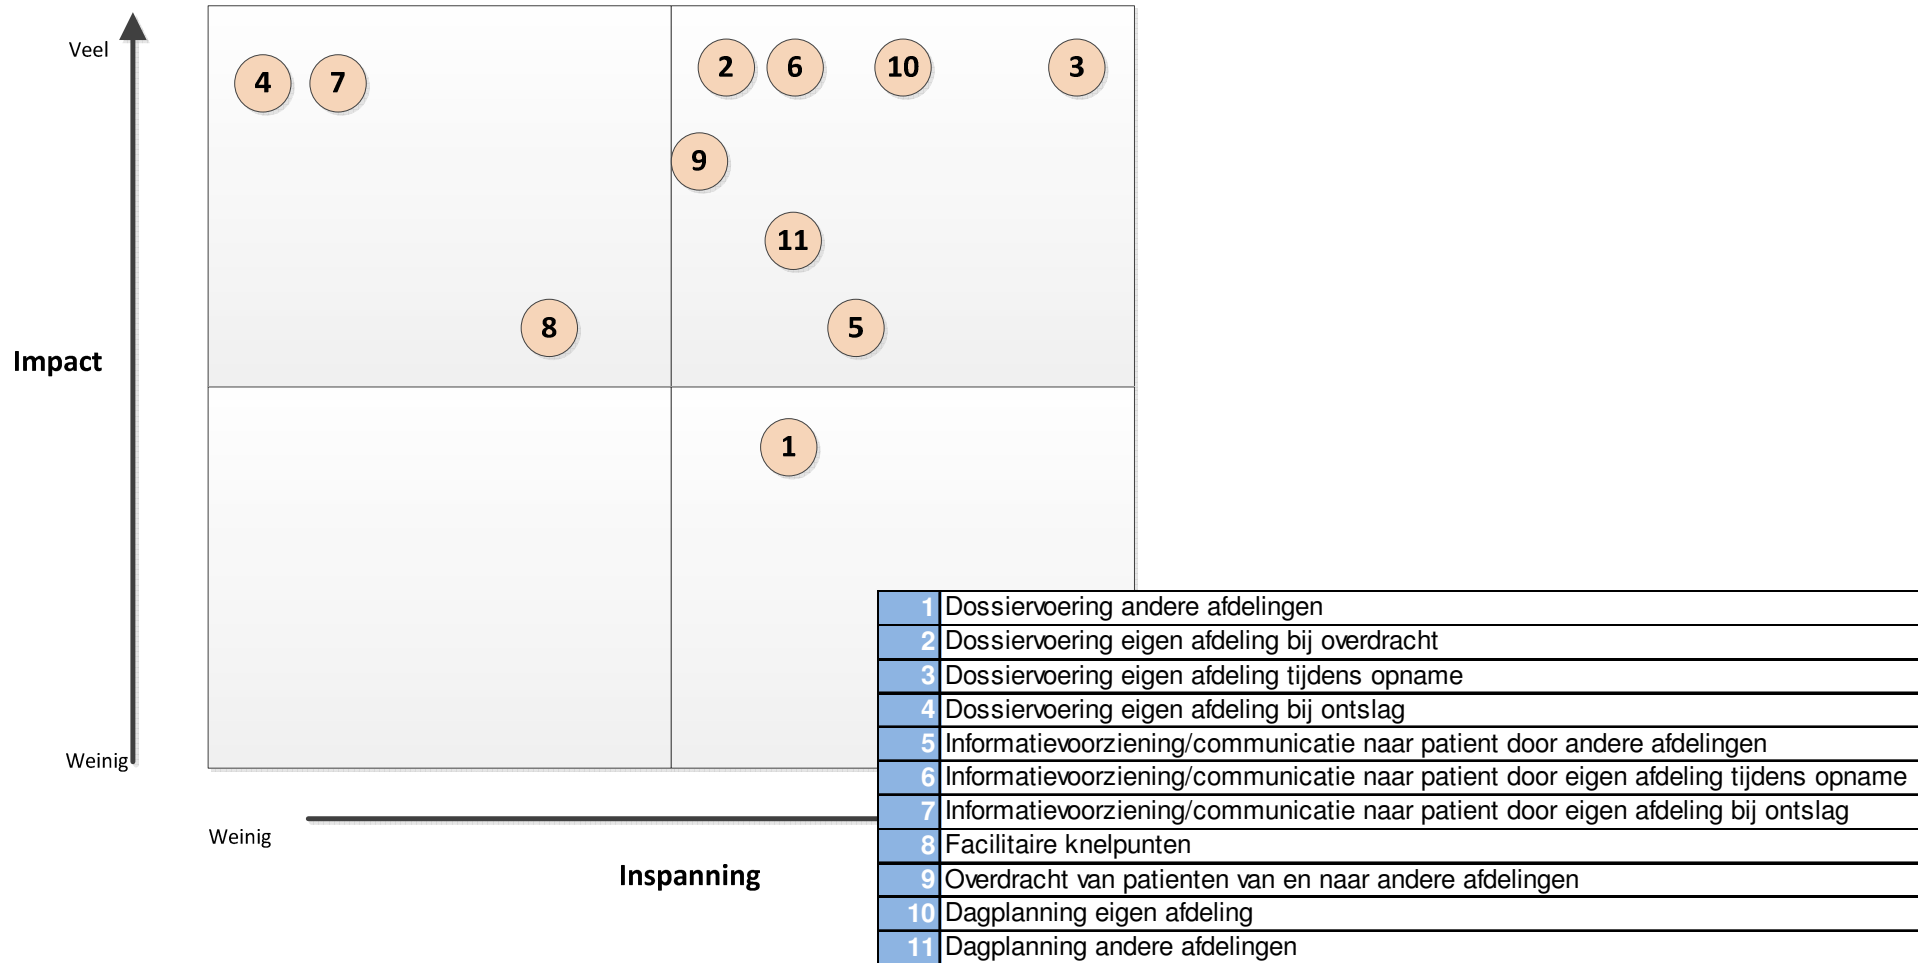 Veel
4 7 2 6 10 3
9
11
8 5
Impact
1
Weinig
Weinig
Inspanning
1 Dossiervoering andere afdelingen
2 Dossiervoering eigen afdeling bij overdracht
3 Dossiervoering eigen afdeling tijdens opname
4 Dossiervoering eigen afdeling bij ontslag
5 Informatievoorziening/communicatie naar patient door andere afdelingen
6 Informatievoorziening/communicatie naar patient door eigen afdeling tijdens opname
7 Informatievoorziening/communicatie naar patient door eigen afdeling bij ontslag
8 Facilitaire knelpunten
9 Overdracht van patienten van en naar andere afdelingen
10 Dagplanning eigen afdeling
11 Dagplanning andere afdelingen